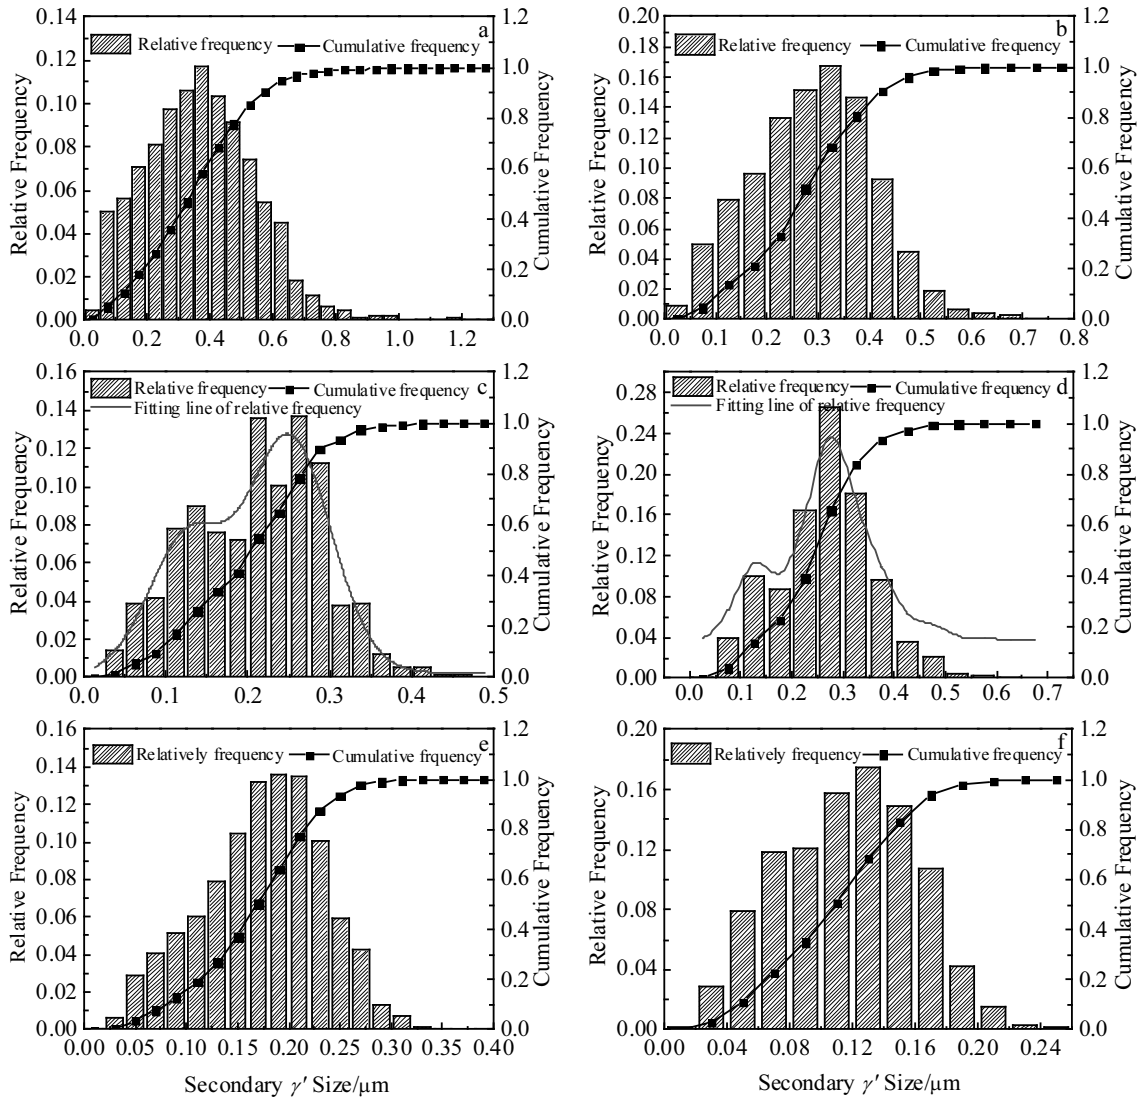 a
Relative frequency
Cumulative frequency
Relative Frequency
0.14
0.12
0.10
0.08
0.06
0.04
0.02
0.00
1.2
1.0
0.8
0.6
0.4
0.2
0.0
Cumulative Frequency
0.0 0.2 0.4 0.6 0.8 1.0 1.2
b
Relative frequency
Cumulative frequency
Relative Frequency
0.20
0.18
0.16
0.14
0.12
0.10
0.08
0.06
0.04
0.02
0.00
1.2
1.0
0.8
0.6
0.4
0.2
0.0
Cumulative Frequency
0.0 0.1 0.2 0.3 0.4 0.5 0.6 0.7 0.8
c
Relative frequency
Cumulative frequency
Fitting line of relative frequency
Relative Frequency
0.16
0.14
0.12
0.10
0.08
0.06
0.04
0.02
0.00
1.2
1.0
0.8
0.6
0.4
0.2
0.0
Cumulative Frequency
0.0 0.1 0.2 0.3 0.4 0.5
d
Relative frequency
Cumulative frequency
Fitting line of relative frequency
Relative Frequency
0.28
0.24
0.20
0.16
0.12
0.08
0.04
0.00
1.2
1.0
0.8
0.6
0.4
0.2
0.0
Cumulative Frequency
0.0 0.1 0.2 0.3 0.4 0.5 0.6 0.7
e
Relatively frequency
Cumulative frquency
Relative Frequency
0.16
0.14
0.12
0.10
0.08
0.06
0.04
0.02
0.00
1.2
1.0
0.8
0.6
0.4
0.2
0.0
Cumulative Frequency
0.00 0.05 0.10 0.15 0.20 0.25 0.30 0.35 0.40
Secondary γ′ Size/μm
f
Relatively frequency
Cumulative frequency
Relative Frequency
0.20
0.16
0.12
0.08
0.04
0.00
1.2
1.0
0.8
0.6
0.4
0.2
0.0
Cumulative Frequency
0.00 0.04 0.08 0.12 0.16 0.20 0.24
Secondary γ′ Size/μm